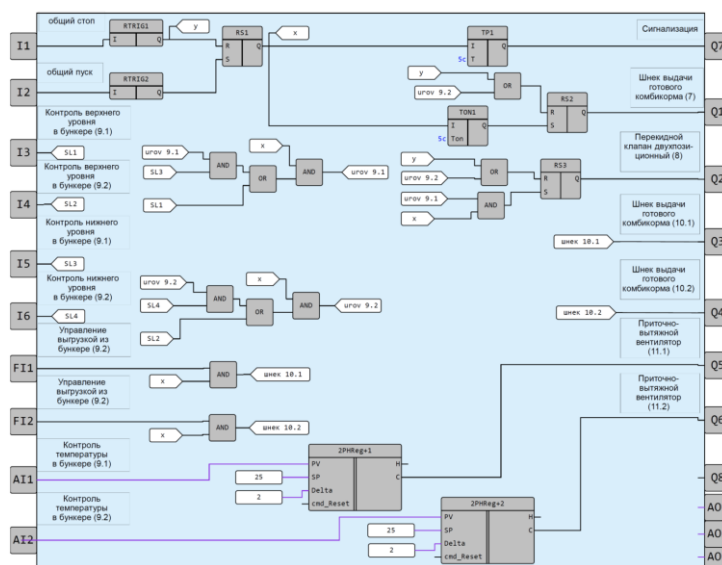 общий стоп
I1
RTRIG1
I Q
y
RS1
R Q
S
x
TP1
I Q
5c T
Сигнализация
Q7
общий пуск
I2
RTRIG2
I Q
y
urov 9.2
OR
TON1
I Q
5c Ton
RS2
R Q
S
Шнек выдачи
готового
комбикорма (7)
Q1
Контроль верхнего
уровня
в бункере (9.1)
I3
SL1
Контроль верхнего
уровня
в бункере (9.2)
I4
SL2
Контроль нижнего
уровня
в бункере (9.1)
I5
SL3
Контроль нижнего
уровня
в бункере (9.2)
I6
SL4
urov 9.1
SL3
AND
SL1
OR
x
AND
urov 9.1
y
urov 9.2
OR
urov 9.1
x
AND
RS3
R Q
S
Перекидной
клапан двухпози-
ционный (8)
Q2
Шнек выдачи
готового
комбикорма (10.1)
шнек 10.1
Q3
Шнек выдачи
готового
комбикорма (10.2)
шнек 10.2
Q4
urov 9.2
SL4
AND
SL2
OR
x
AND
urov 9.2
Управление
выгрузкой из
бункере (9.2)
FI1
x
AND
шнек 10.1
Приточно-
вытяжной
вентилятор
(11.1)
Q5
Управление
выгрузкой из
бункере (9.2)
FI2
x
AND
шнек 10.2
Приточно-
вытяжной
вентилятор
(11.2)
Q6
Контроль
температуры
в бункере (9.1)
AI1
25
2
2PHReg+1
PV H
SP C
Delta
cmd_Reset
Q8
Контроль
температуры
в бункере (9.2)
AI2
25
2
2PHReg+2
PV H
SP C
Delta
cmd_Reset
AO
AO
AO